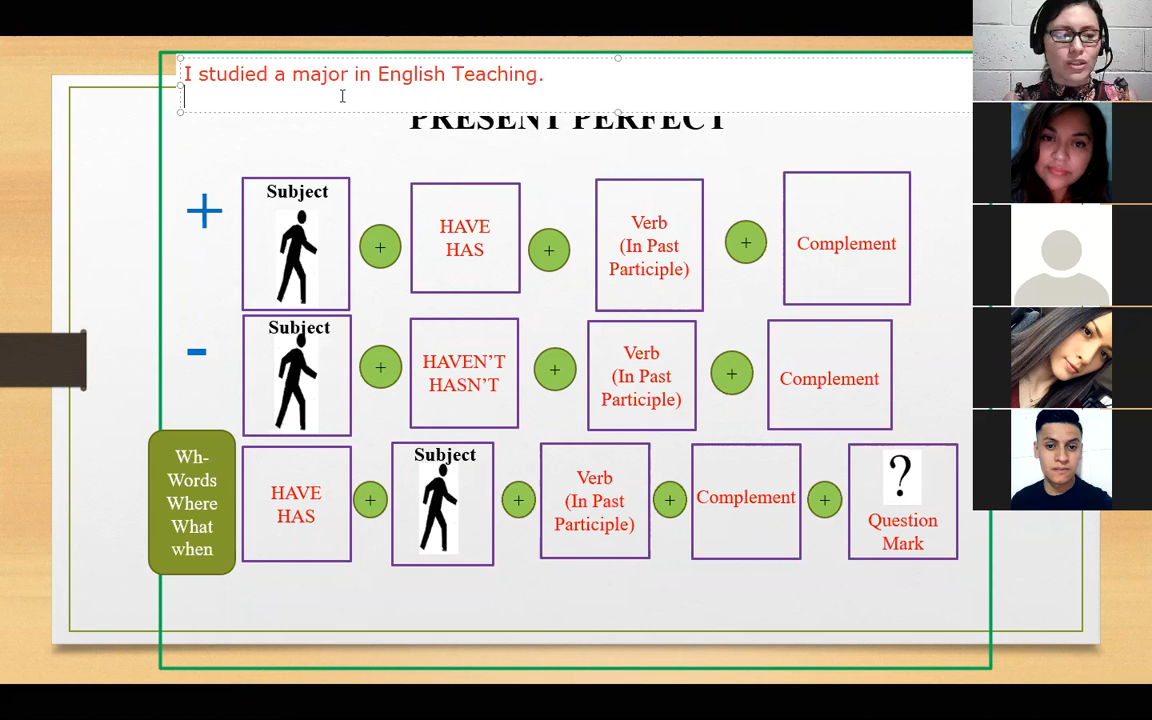 I studied a major in English Teaching.
PRESENT PERFECT
+
Subject
+
HAVE
HAS
+
Verb
(In Past
Participle)
+
Complement
-
Subject
+
HAVEN'T
HASN'T
+
Verb
(In Past
Participle)
+
Complement
Wh-
Words
Where
What
when
HAVE
HAS
+
Subject
+
Verb
(In Past
Participle)
+
Complement
+
?
Question
Mark